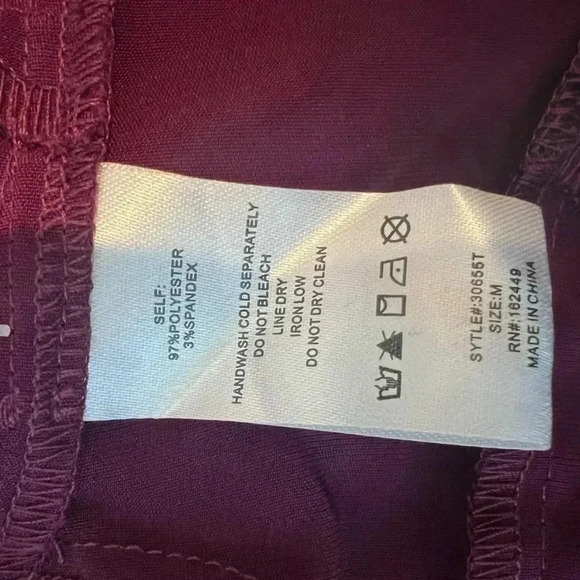 SELF:
97%POLYESTER
3%SPANDEX
HANDWASH COLD SEPARATELY
DO NOT BLEACH
LINE DRY
IRON LOW
DO NOT DRY CLEAN
SYTLE#:30655T
SIZE:M
RN#:162449
MADE IN CHINA